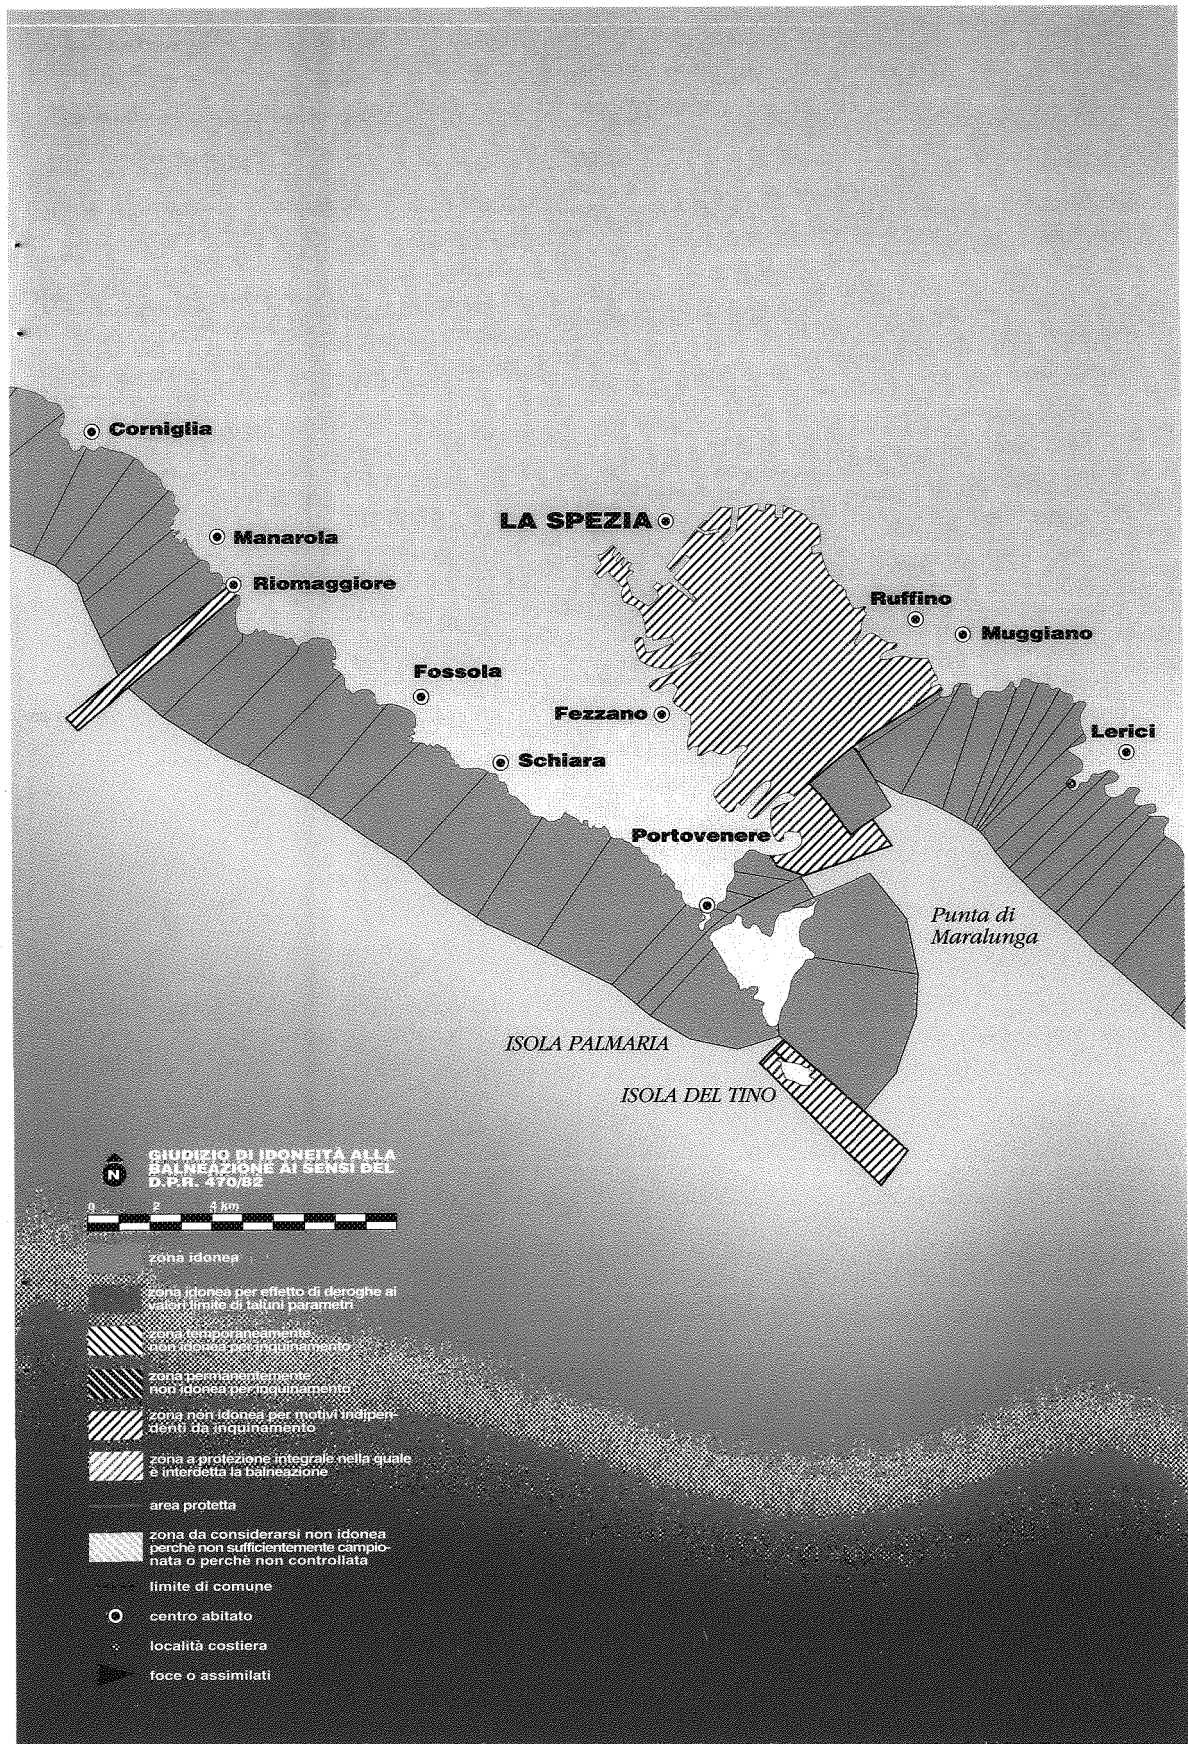 Corniglia
LA SPEZIA
Manarola
Riomaggiore
Ruffino
Muggiano
Fossola
Fezzano
Lerici
Schiara
Portovenere
Punta di
Maralunga
ISOLA PALMARIA
ISOLA DEL TINO
N
GIUDIZIO DI IDONEITÀ ALLA
BALNEAZIONE AI SENSI DEL
D.P.R. 470/82
0 2 4 km
zona idonea
zona idonea per effetto di deroghe ai
valori limite di taluni parametri
zona temporaneamente
non idonea per inquinamento
zona permanentemente
non idonea per inquinamento
zona non idonea per motivi indipen-
denti da inquinamento
zona a protezione integrale nella quale
è interdetta la balneazione
area protetta
zona da considerarsi non idonea
perchè non sufficientemente campio-
nata o perchè non controllata
limite di comune
centro abitato
località costiera
foce o assimilati